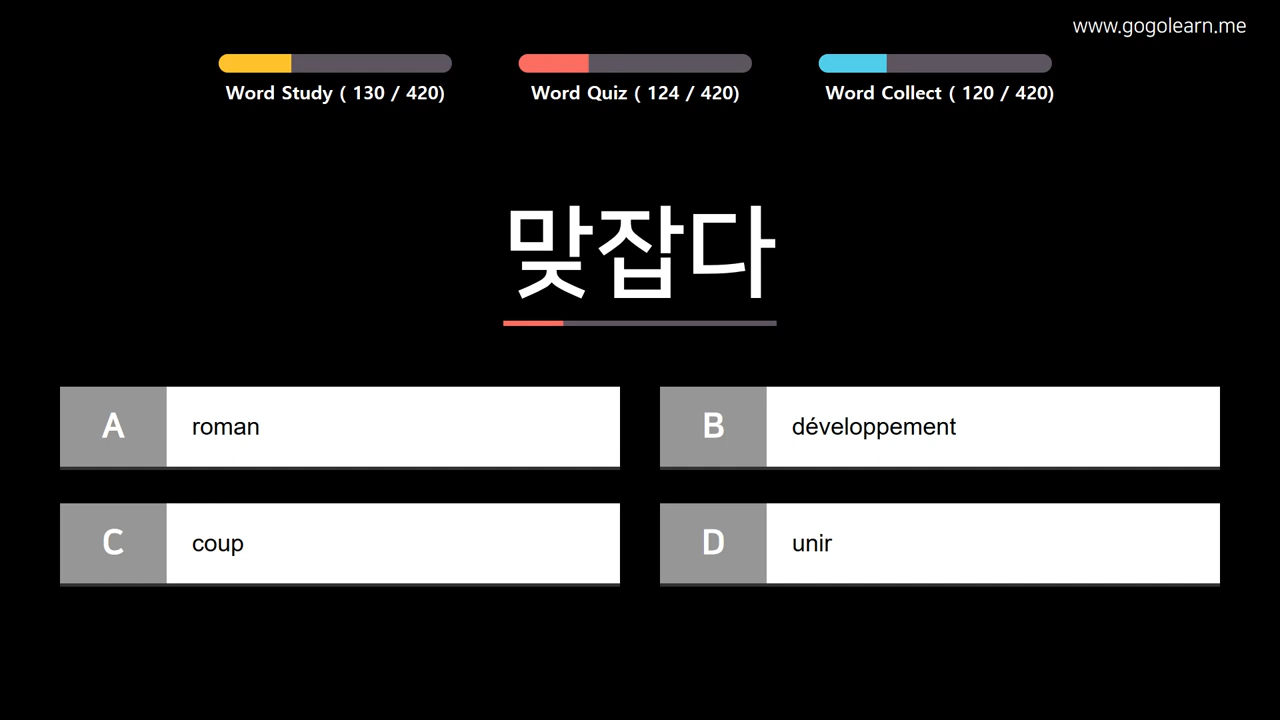 www.gogolearn.me
Word Study ( 130 / 420)
Word Quiz ( 124 / 420)
Word Collect ( 120 / 420)
맞잡다
A roman
B développement
C coup
D unir